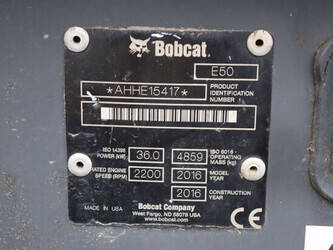 Bobcat.
E50
*AHHE15417*
PRODUCT
IDENTIFICATION
NUMBER
ISO 14396
POWER (kW)
36.0
4859
ISO 6016
OPERATING
MASS (kg)
RATED ENGINE
SPEED (RPM)
2200
2016
MODEL
YEAR
2016
CONSTRUCTION
YEAR
MADE IN USA
Bobcat Company
West Fargo, ND 58078 USA
www.bobcat.com
CE